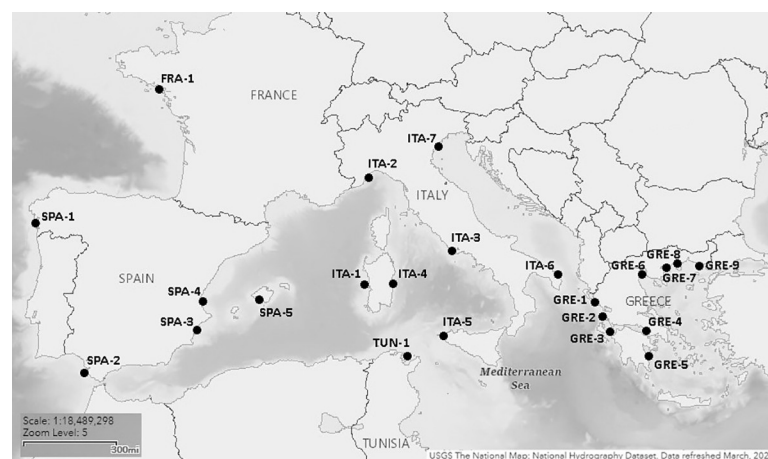 FRA-1
FRANCE
ITA-7
ITA-2
ITALY
SPA-1
ITA-3
GRE-8
GRE-6
GRE-9
GRE-7
ITA-6
SPAIN
ITA-1
ITA-4
SPA-4
SPA-5
GRE-1
GREECE
GRE-2
SPA-3
ITA-5
GRE-4
GRE-3
TUN-1
SPA-2
GRE-5
Mediterranean
Sea
Scale: 1:18,489,298
Zoom Level: 5
300mi
TUNISIA
USGS The National Map: National Hydrography Dataset. Data refreshed March, 202